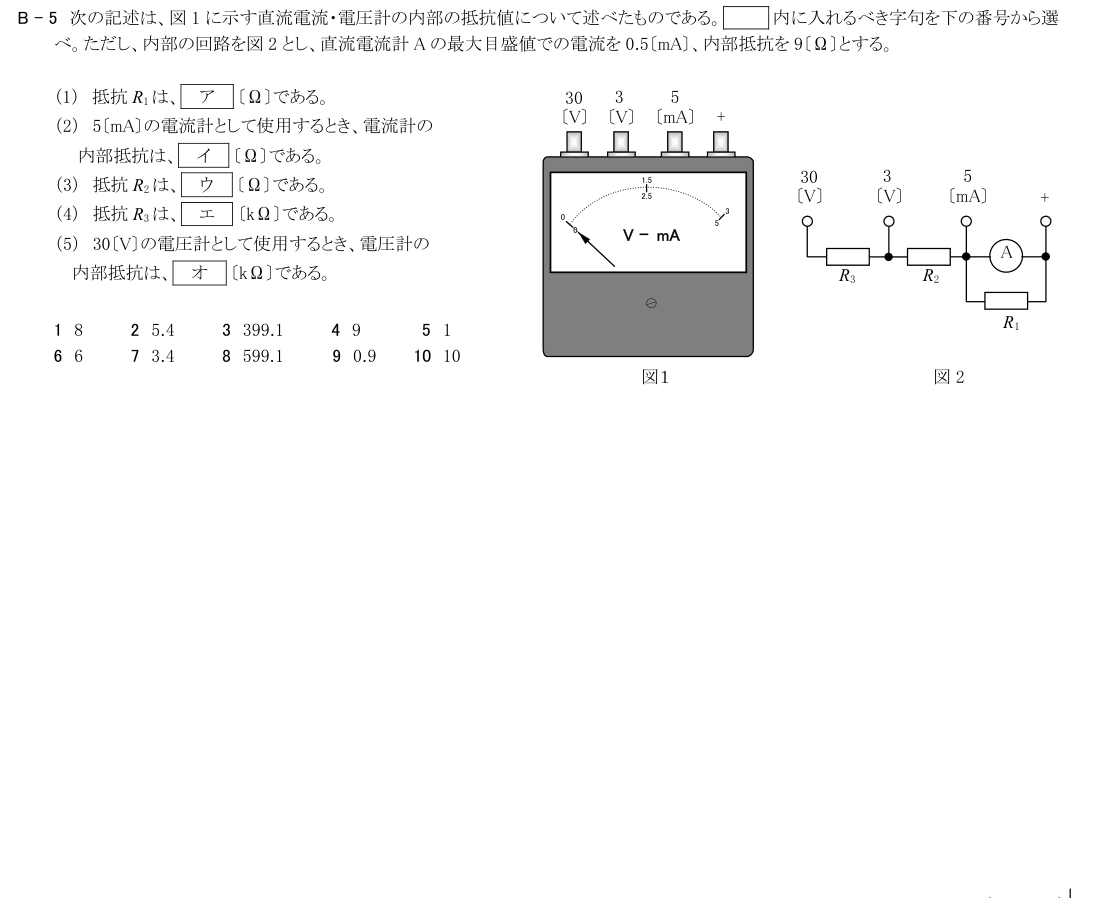 B－5 次の記述は、図1に示す直流電流・電圧計の内部の抵抗値について述べたものである。　　内に入れるべき字句を下の番号から選
べ。ただし、内部の回路を図2とし、直流電流計Aの最大目盛値での電流を0.5〔mA〕、内部抵抗を9〔Ω〕とする。
(1) 抵抗R₁は、ア〔Ω〕である。
(2) 5〔mA〕の電流計として使用するとき、電流計の
内部抵抗は、イ〔Ω〕である。
(3) 抵抗R₂は、ウ〔Ω〕である。
(4) 抵抗R₃は、エ〔kΩ〕である。
(5) 30〔V〕の電圧計として使用するとき、電圧計の
内部抵抗は、オ〔kΩ〕である。
1 8 2 5.4 3 399.1 4 9 5 1
6 6 7 3.4 8 599.1 9 0.9 10 10
30 3 5
〔V〕 〔V〕 〔mA〕 +
1.5
2.5
0 3
0 5
V － mA
図1
30 3 5
〔V〕 〔V〕 〔mA〕 +
A
R₃ R₂
R₁
図2